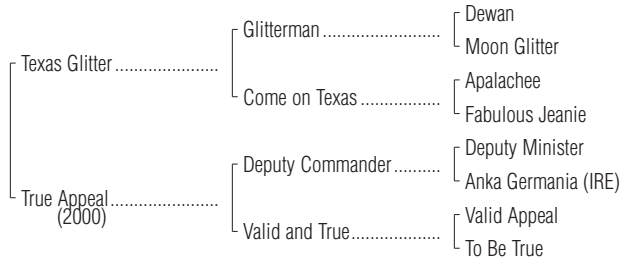 Dewan
Glitterman ........................
Moon Glitter
Texas Glitter .....................
Apalachee
Come on Texas ................
Fabulous Jeanie
Deputy Minister
Deputy Commander..........
Anka Germania (IRE)
True Appeal......................
(2000)
Valid Appeal
Valid and True..................
To Be True